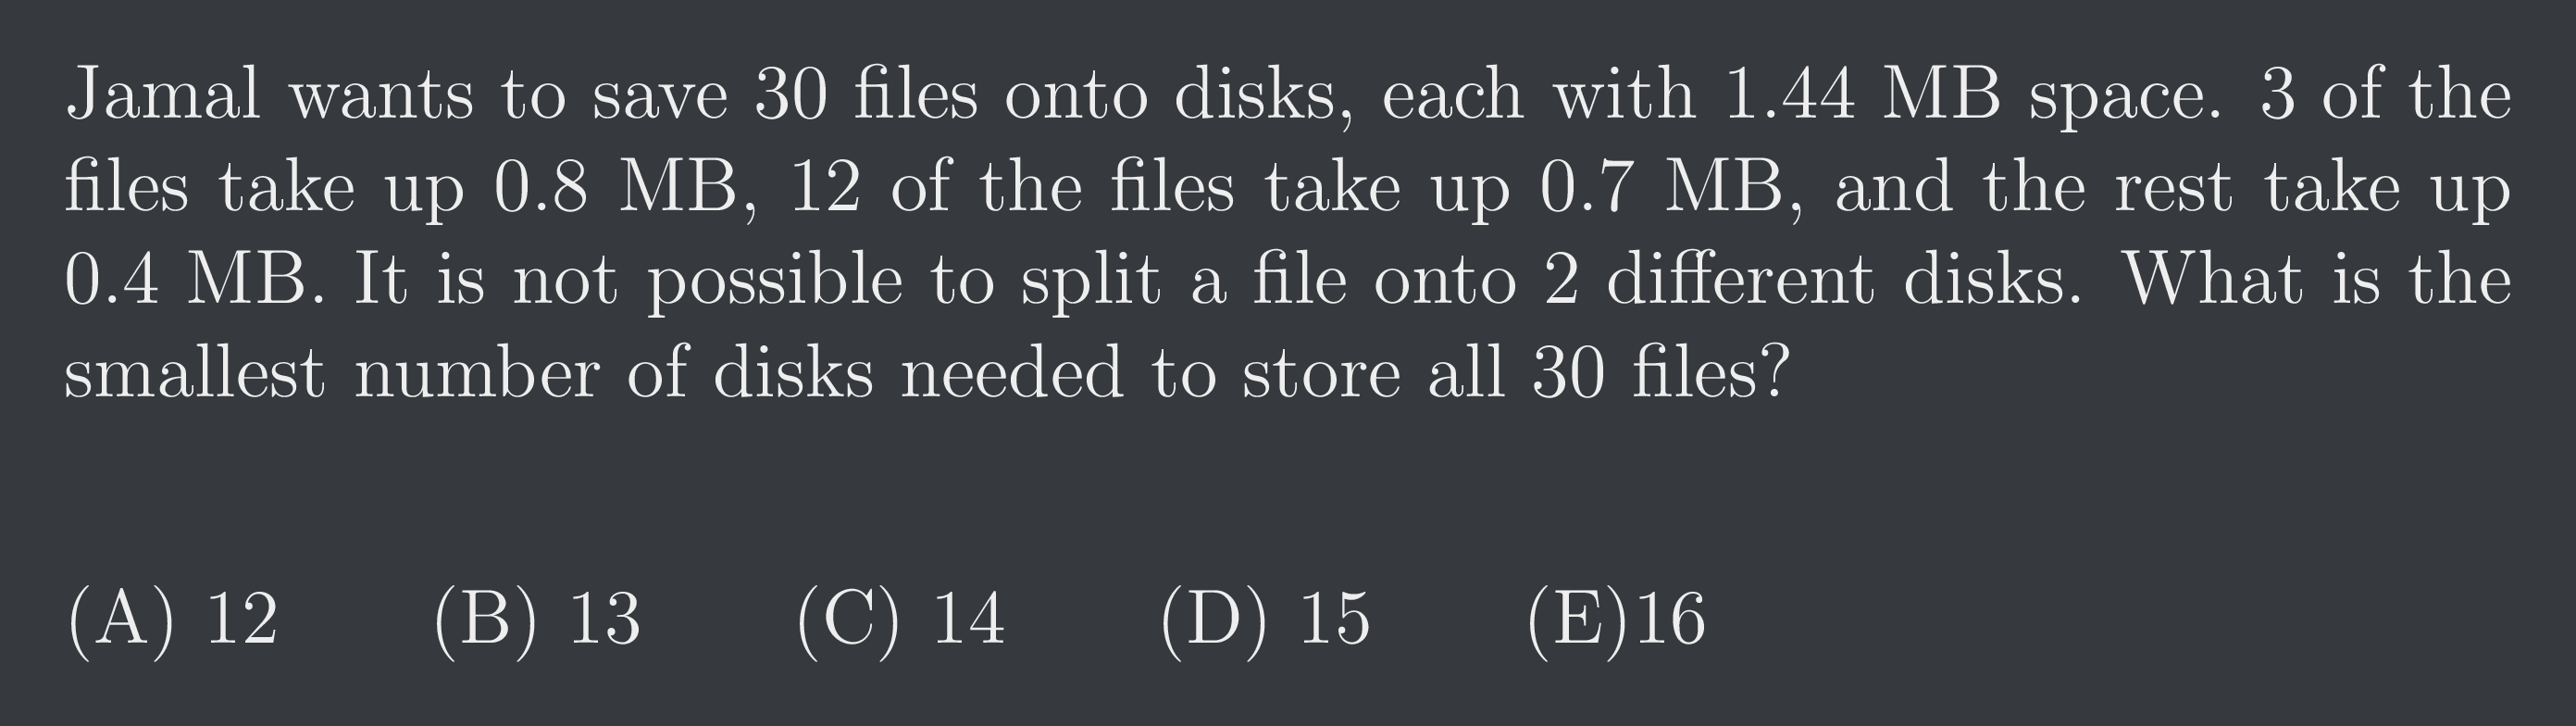 Jamal wants to save 30 files onto disks, each with 1.44 MB space. 3 of the
files take up 0.8 MB, 12 of the files take up 0.7 MB, and the rest take up
0.4 MB. It is not possible to split a file onto 2 different disks. What is the
smallest number of disks needed to store all 30 files?
(A) 12 (B) 13 (C) 14 (D) 15 (E)16